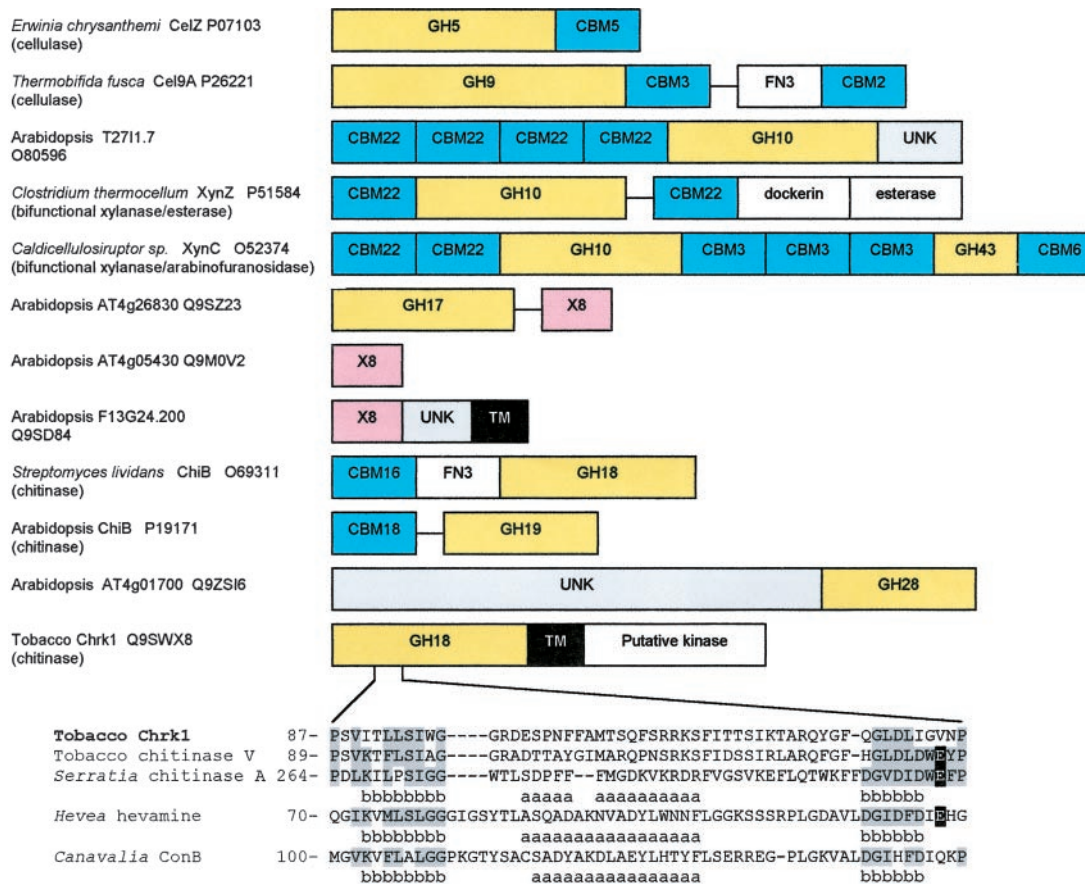 Erwinia chrysanthemi CelZ P07103
(cellulase)
GH5 CBM5
Thermobifida fusca Cel9A P26221
(cellulase)
GH9 CBM3 FN3 CBM2
Arabidopsis T27I1.7
O80596
CBM22 CBM22 CBM22 CBM22 GH10 UNK
Clostridium thermocellum XynZ P51584
(bifunctional xylanase/esterase)
CBM22 GH10 CBM22 dockerin esterase
Caldicellulosiruptor sp. XynC O52374
(bifunctional xylanase/arabinofuranosidase)
CBM22 CBM22 GH10 CBM3 CBM3 CBM3 GH43 CBM6
Arabidopsis AT4g26830 Q9SZ23
GH17 X8
Arabidopsis AT4g05430 Q9M0V2
X8
Arabidopsis F13G24.200
Q9SD84
X8 UNK TM
Streptomyces lividans ChiB O69311
(chitinase)
CBM16 FN3 GH18
Arabidopsis ChiB P19171
(chitinase)
CBM18 GH19
Arabidopsis AT4g01700 Q9ZSI6
UNK GH28
Tobacco Chrk1 Q9SWX8
(chitinase)
GH18 TM Putative kinase
Tobacco Chrk1 87- PSVITLLSIWG----GRDESPNFFAMTSQFSRRKSFITTSIKTARQYGF-QGLDLIGVNP
Tobacco chitinase V 89- PSVKTFLSIAG----GRADTTAYGIMARQPNSRKSFIDSSIRLARQFGF-HGLDLDWEYP
Serratia chitinase A 264- PDLKILPSIGG----WTLSDPFF--FMGDKVKRDRFVGSVKEFLQTWKFFDGVDIDWEFP
bbbbbbbbb aaaaa aaaaaaaaaaa bbbbbb
Hevea hevamine 70- QGIKVMLSLGGGIGSYTLASQADAKNVADYLWNNFLGGKSSSRPLGDAVLDGIDFDIEHG
bbbbbbbbb aaaaaaaaaaaaaaaaaa bbbbbb
Canavalia ConB 100- MGVKVFLALGGPKGTYSACSADYAKDLAEYLHTYFLSERREG-PLGKVALDGIHFDIQKP
bbbbbbbbb aaaaaaaaaaaaaaaaaa bbbbbb